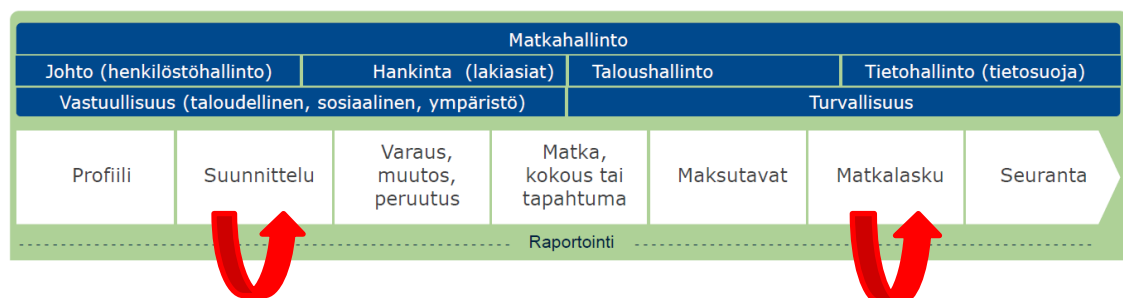 Matkahallinto
Johto (henkilöstöhallinto)
Hankinta (lakiasiat)
Taloushallinto
Tietohallinto (tietosuoja)
Vastuullisuus (taloudellinen, sosiaalinen, ympäristö)
Turvallisuus
Profiili
Suunnittelu
Varaus,
muutos,
peruutus
Matka,
kokous tai
tapahtuma
Maksutavat
Matkalasku
Seuranta
Raportointi